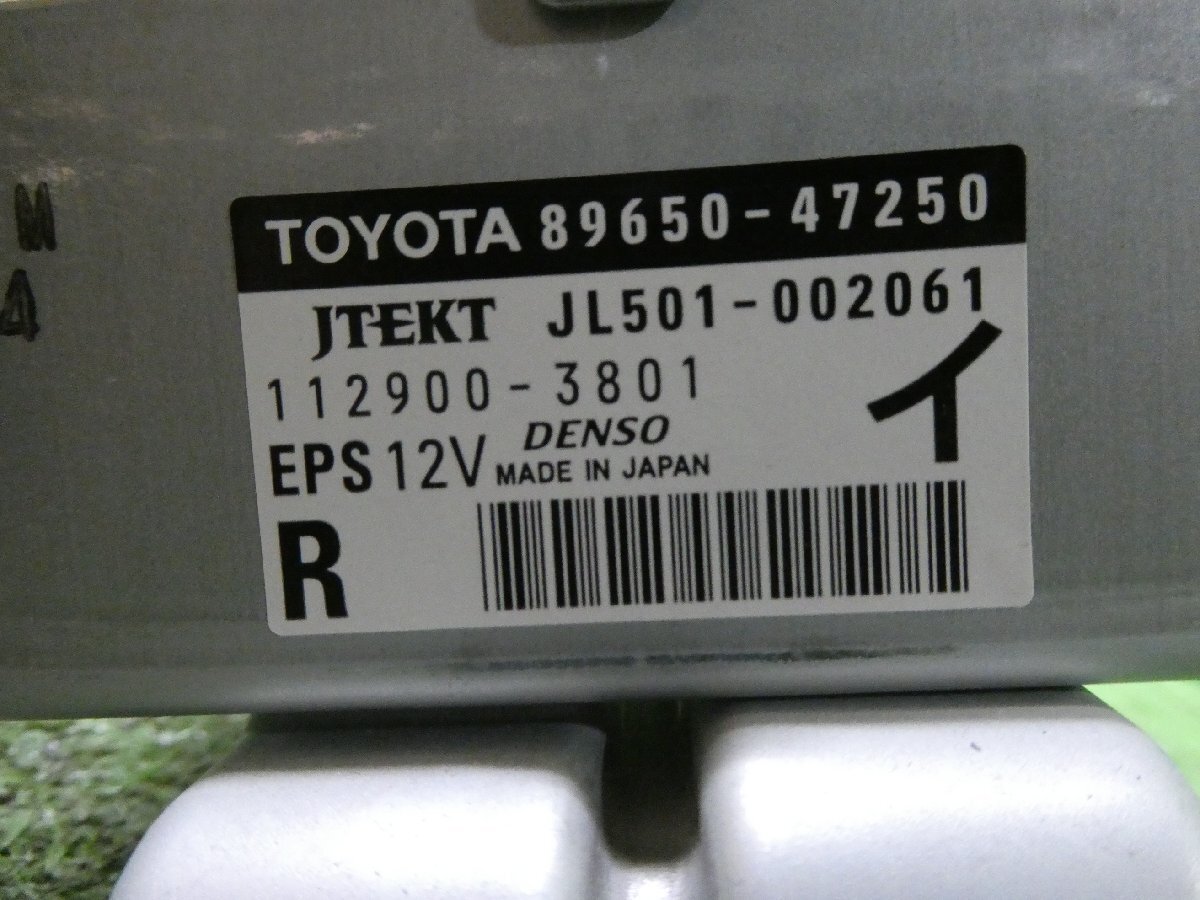 M
A
TOYOTA 89650-47250
JTEKT JL501-002061
112900-3801
イ
EPS 12V DENSO
MADE IN JAPAN
R